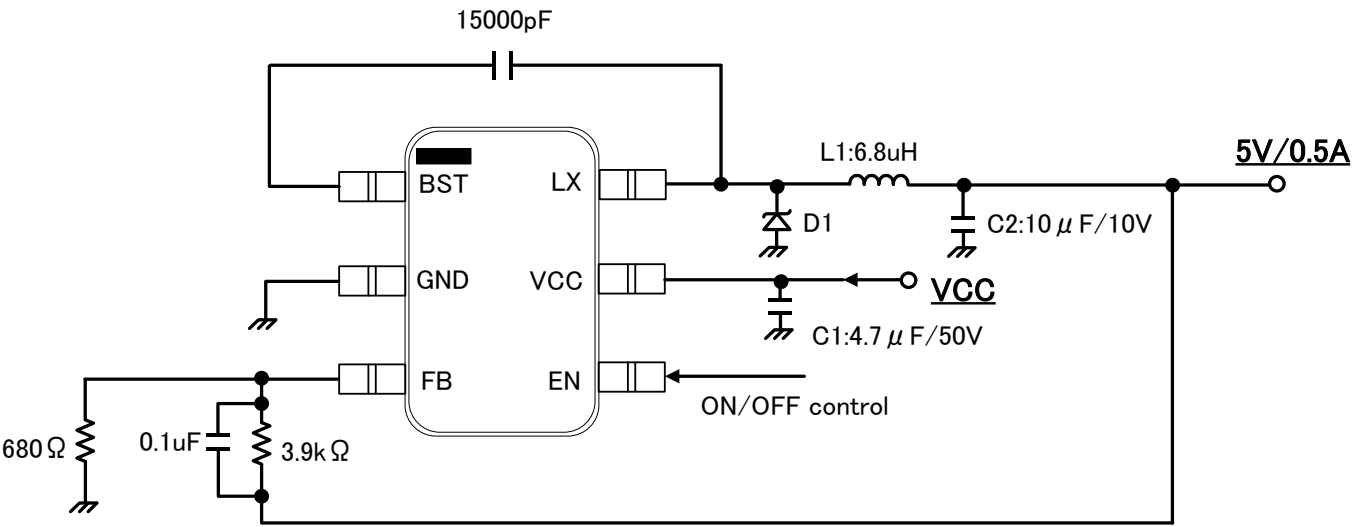 15000pF
L1:6.8uH
5V/0.5A
BST
LX
D1
C2:10μF/10V
GND
VCC
VCC
C1:4.7μF/50V
FB
EN
ON/OFF control
680Ω
0.1uF
3.9kΩ